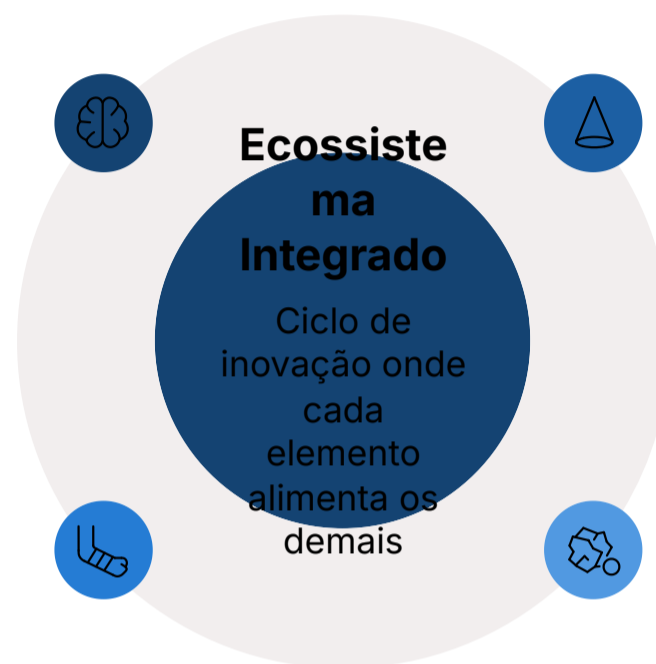 Ecossiste
ma
Integrado
Ciclo de
inovação onde
cada
elemento
alimenta os
demais